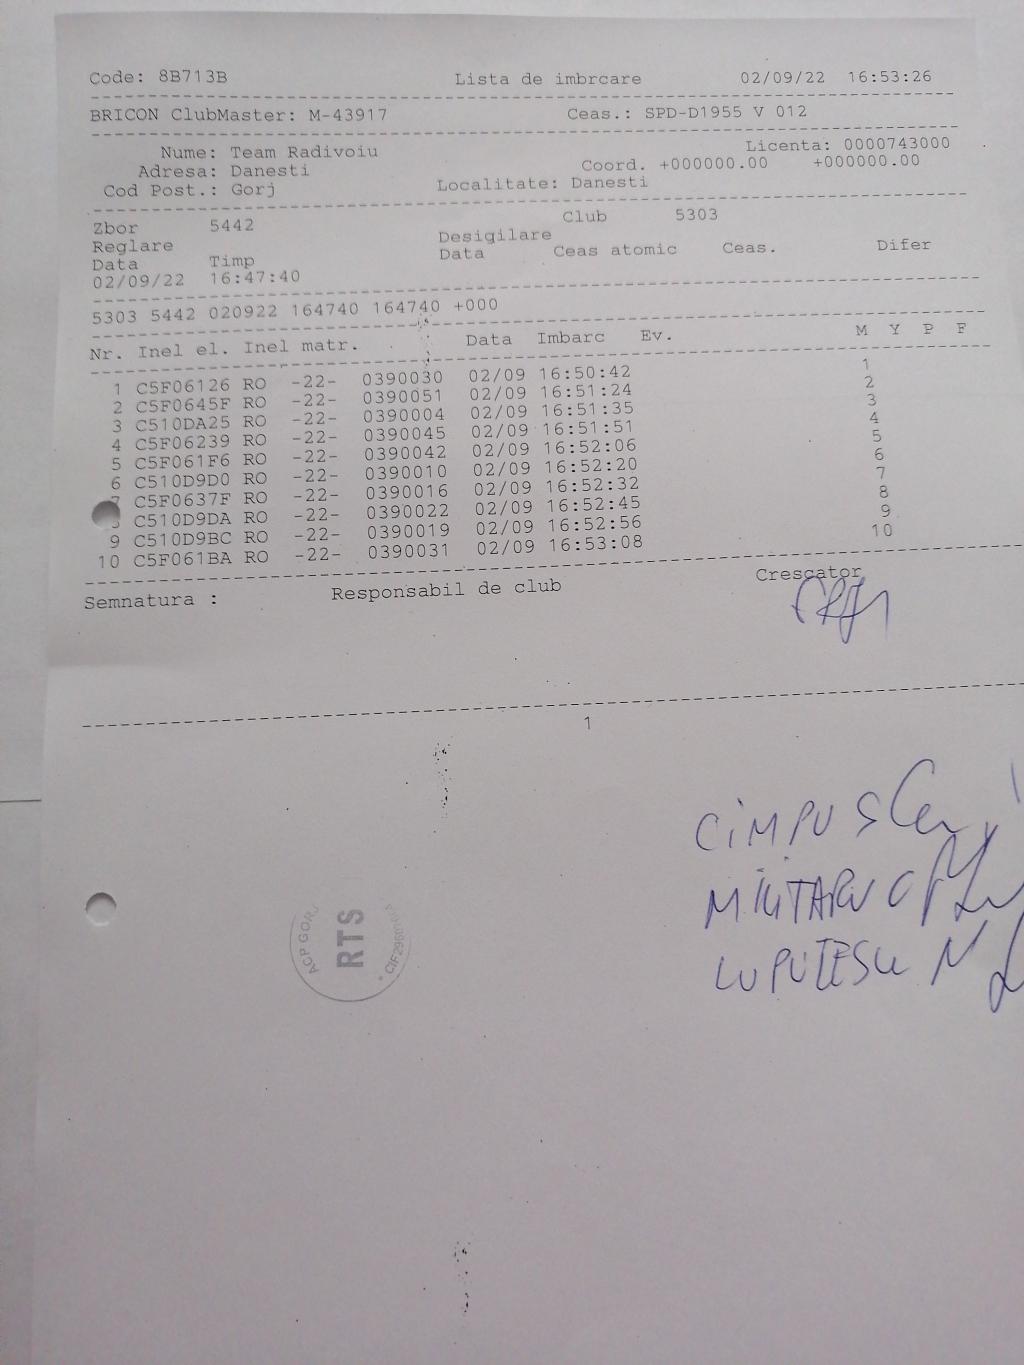 Code: 8B713B Lista de imbrcare 02/09/22 16:53:26
BRICON ClubMaster: M-43917 Ceas.: SPD-D1955 V 012
Nume: Team Radivoiu Licenta: 0000743000
Adresa: Danesti Coord. +000000.00 +000000.00
Cod Post.: Gorj Localitate: Danesti
Zbor 5442 Club 5303
Reglare Desigilare
Data Timp Data Ceas atomic Ceas. Difer
02/09/22 16:47:40
5303 5442 020922 164740 164740 +000
Nr. Inel el. Inel matr. Data Imbarc Ev. M Y P F
1 C5F06126 RO -22- 0390030 02/09 16:50:42 1
2 C5F0645F RO -22- 0390051 02/09 16:51:24 2
3 C510DA25 RO -22- 0390004 02/09 16:51:35 3
4 C5F06239 RO -22- 0390045 02/09 16:51:51 4
5 C5F061F6 RO -22- 0390042 02/09 16:52:06 5
6 C510D9D0 RO -22- 0390010 02/09 16:52:20 6
7 C5F0637F RO -22- 0390016 02/09 16:52:32 7
C510D9DA RO -22- 0390022 02/09 16:52:45 8
9 C510D9BC RO -22- 0390019 02/09 16:52:56 9
10 C5F061BA RO -22- 0390031 02/09 16:53:08 10
Semnatura : Responsabil de club Crescator
1
CIMPU S
MILITARU C
LUPULESCU N
ACP GORJ
RTS